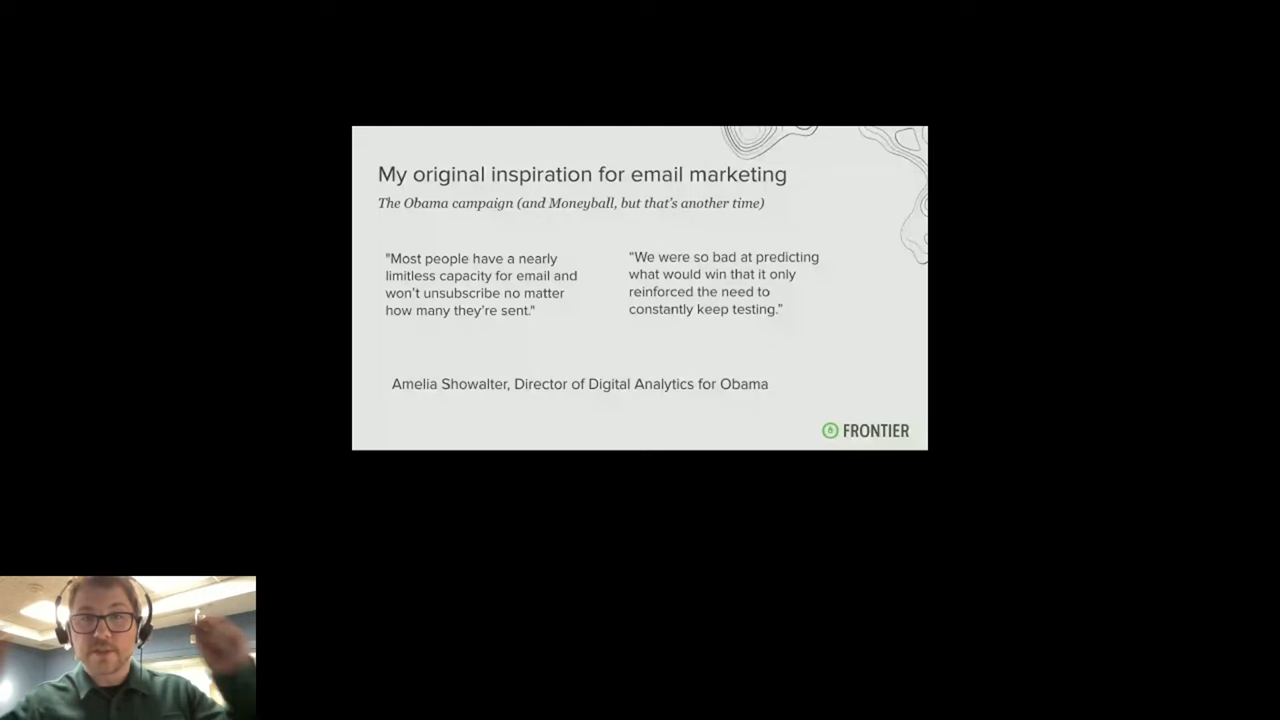 My original inspiration for email marketing
The Obama campaign (and Moneyball, but that's another time)
"Most people have a nearly
limitless capacity for email and
won't unsubscribe no matter
how many they're sent."
“We were so bad at predicting
what would win that it only
reinforced the need to
constantly keep testing.”
Amelia Showalter, Director of Digital Analytics for Obama
FRONTIER